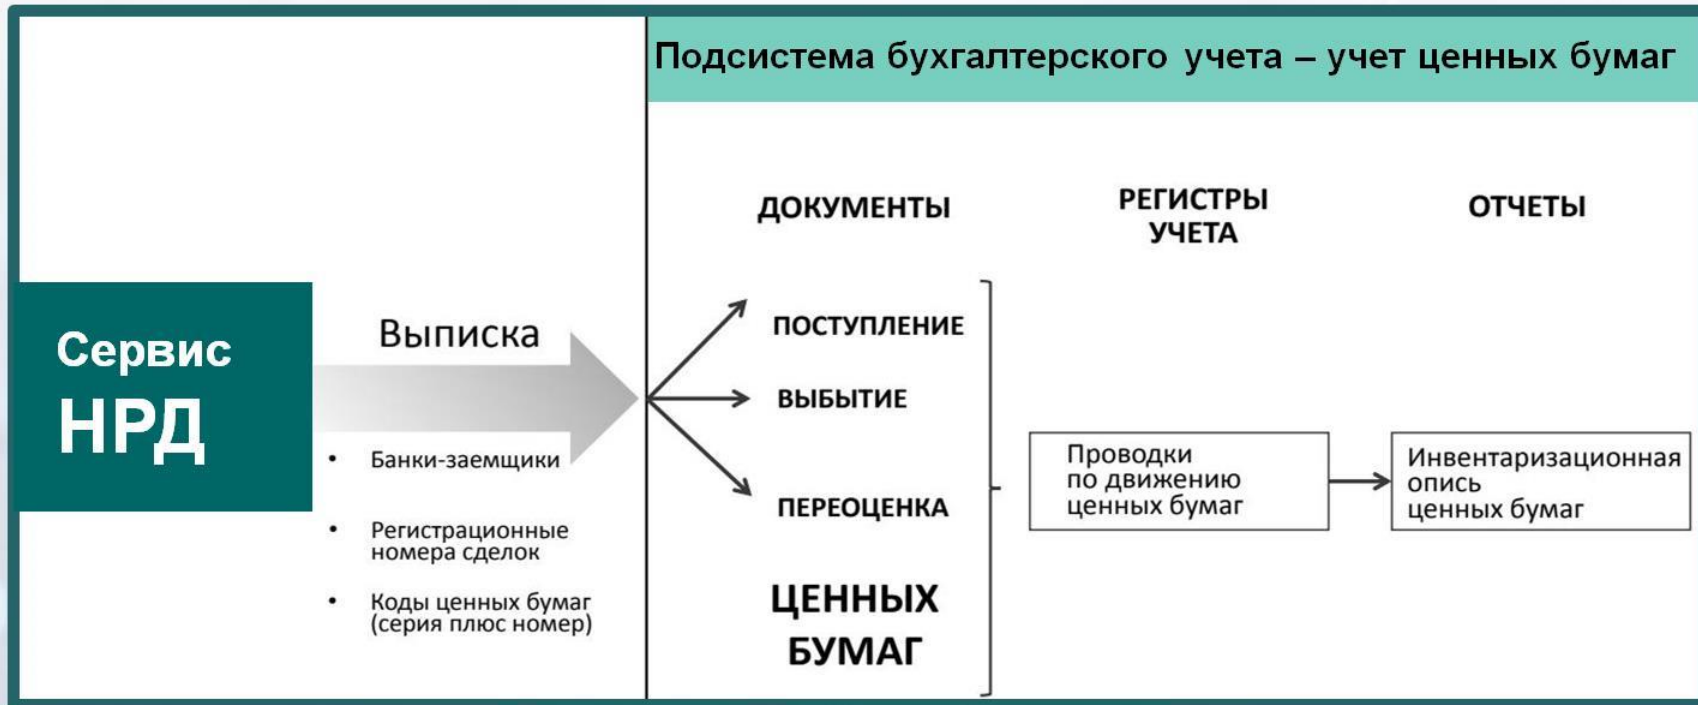 Подсистема бухгалтерского учета – учет ценных бумаг
Сервис
НРД
Выписка
• Банки-заемщики
• Регистрационные
номера сделок
• Коды ценных бумаг
(серия плюс номер)
ДОКУМЕНТЫ
ПОСТУПЛЕНИЕ
ВЫБЫТИЕ
ПЕРЕОЦЕНКА
ЦЕННЫХ
БУМАГ
РЕГИСТРЫ
УЧЕТА
Проводки
по движению
ценных бумаг
ОТЧЕТЫ
Инвентаризационная
опись
ценных бумаг